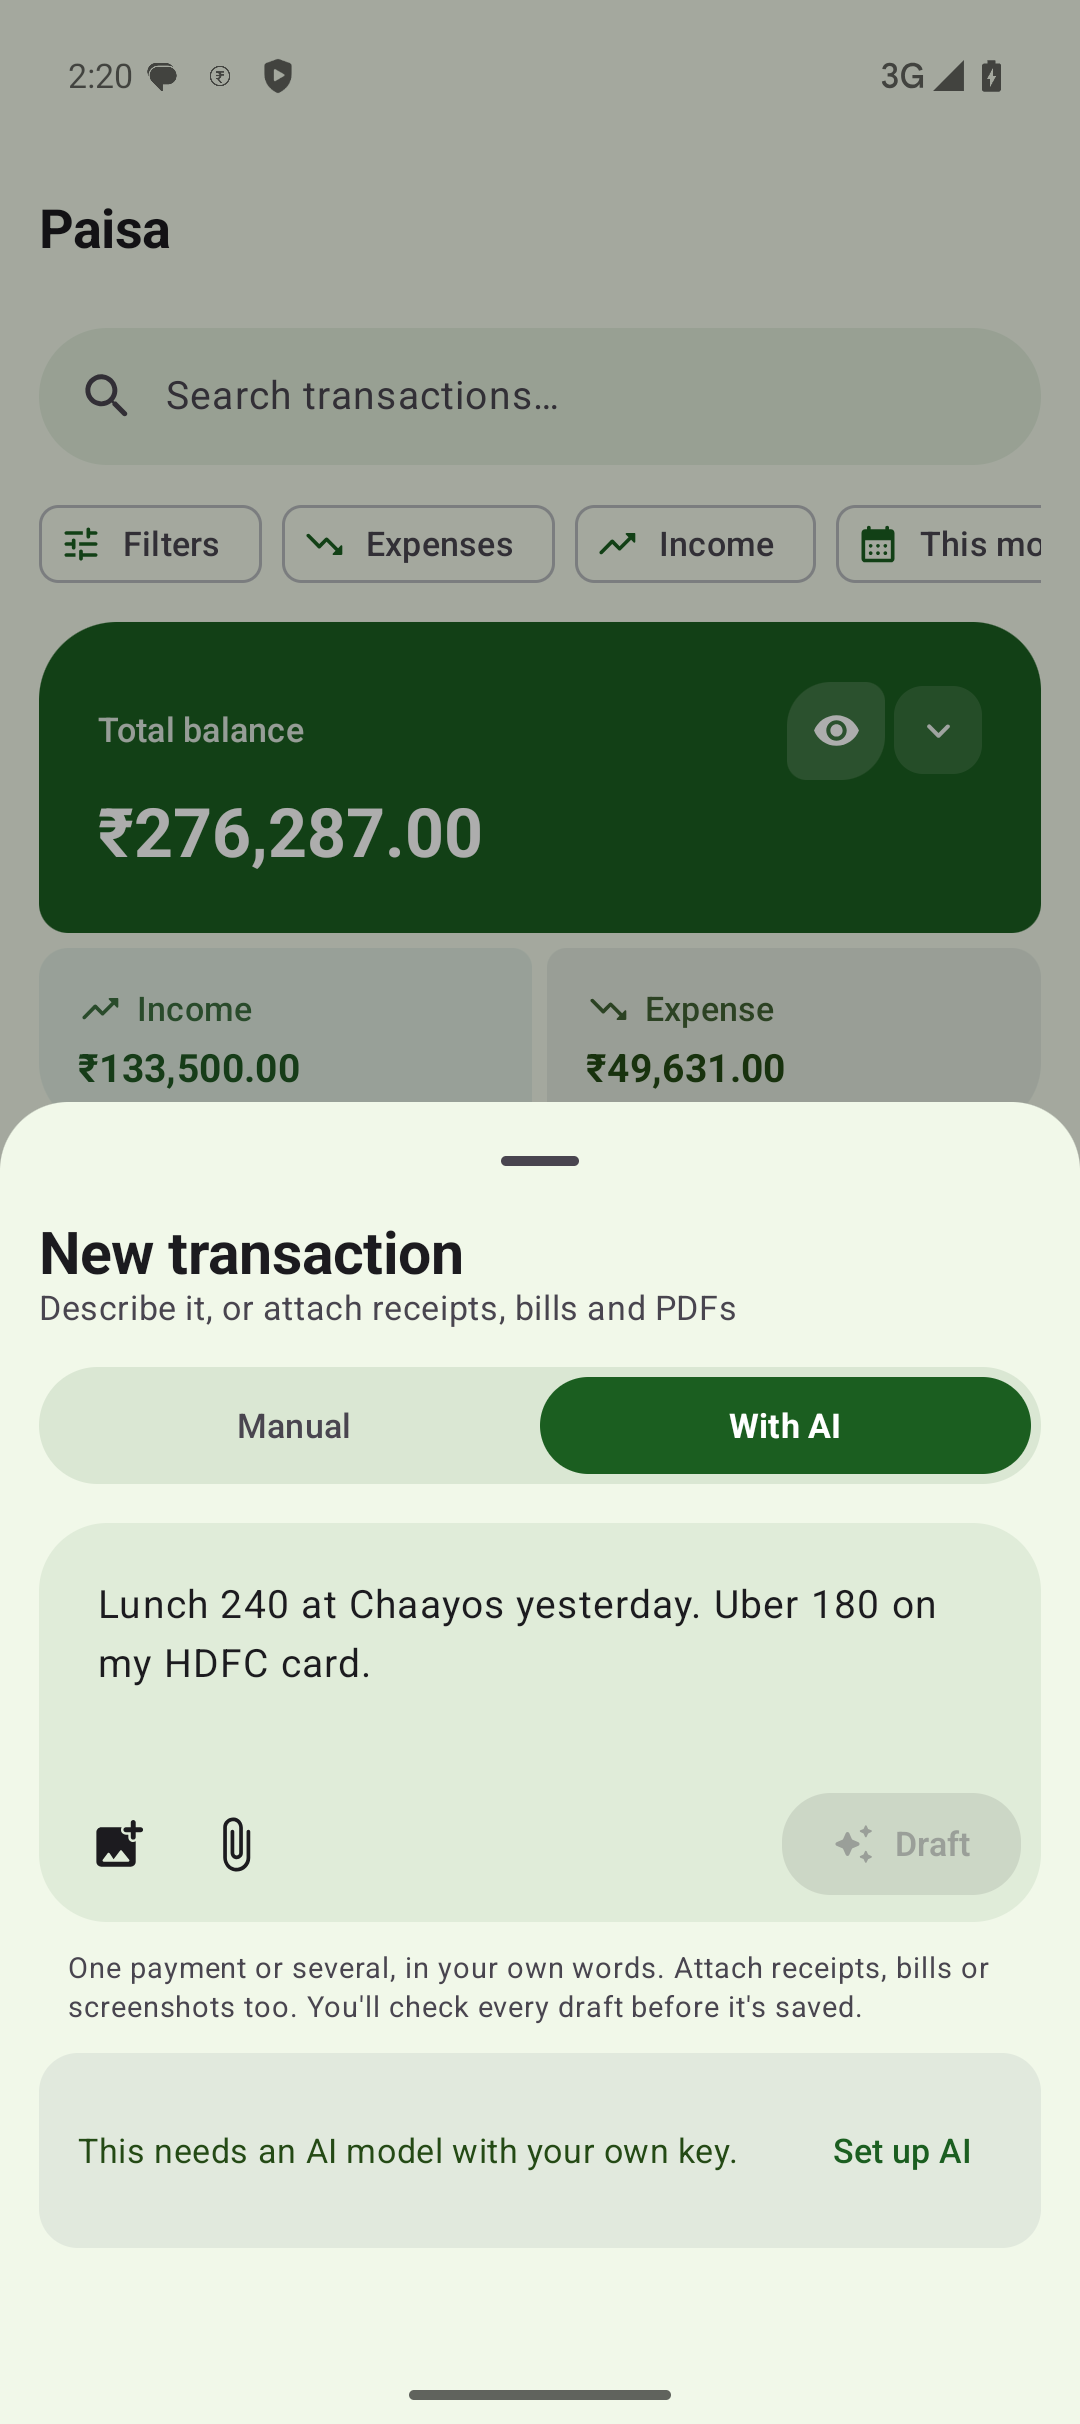 2:20
3G
Paisa
Search transactions…
Filters
Expenses
Income
This mo
Total balance
₹276,287.00
Income
Expense
₹133,500.00
₹49,631.00
New transaction
Describe it, or attach receipts, bills and PDFs
Manual
With AI
Lunch 240 at Chaayos yesterday. Uber 180 on
my HDFC card.
Draft
One payment or several, in your own words. Attach receipts, bills or
screenshots too. You'll check every draft before it's saved.
This needs an AI model with your own key.
Set up AI